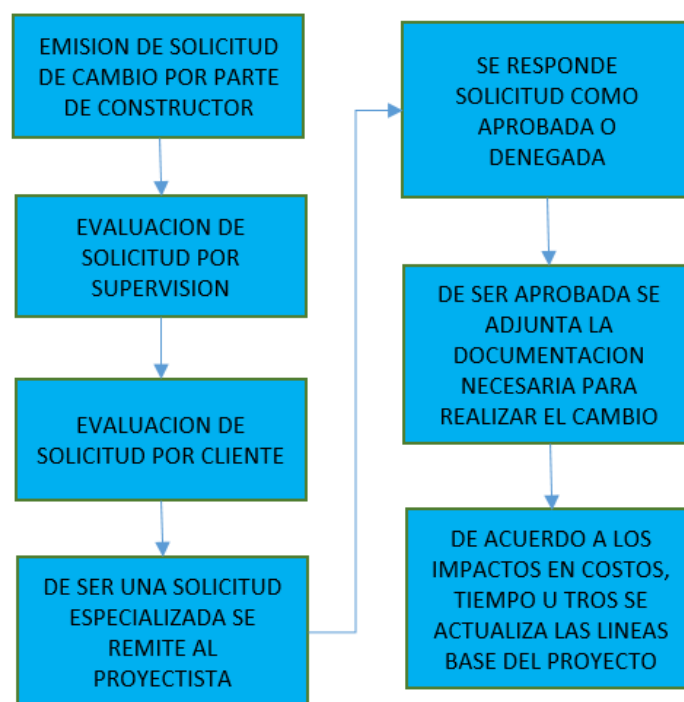 EMISION DE SOLICITUD
DE CAMBIO POR PARTE
DE CONSTRUCTOR
EVALUACION DE
SOLICITUD POR
SUPERVISION
EVALUACION DE
SOLICITUD POR CLIENTE
DE SER UNA SOLICITUD
ESPECIALIZADA SE
REMITE AL
PROYECTISTA
SE RESPONDE
SOLICITUD COMO
APROBADA O
DENEGADA
DE SER APROBADA SE
ADJUNTA LA
DOCUMENTACION
NECESARIA PARA
REALIZAR EL CAMBIO
DE ACUERDO A LOS
IMPACTOS EN COSTOS,
TIEMPO U TROS SE
ACTUALIZA LAS LINEAS
BASE DEL PROYECTO